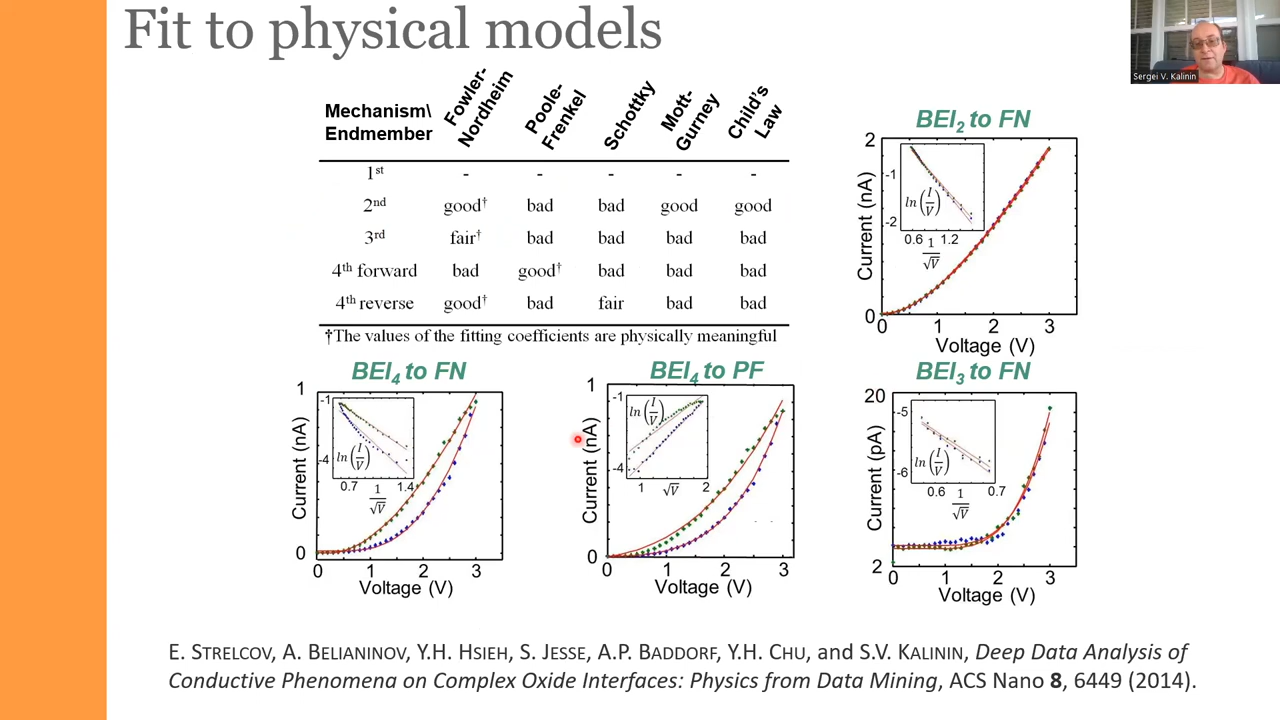 Fit to physical models
Sergei V. Kalinin
Mechanism\
Endmember
Fowler-
Nordheim
Poole-
Frenkel
Schottky
Mott-
Gurney
Child's
Law
1st - - - - -
2nd good† bad bad good good
3rd fair† bad bad bad bad
4th forward bad good† bad bad bad
4th reverse good† bad fair bad bad
†The values of the fitting coefficients are physically meaningful
BEI2 to FN
2
Current (nA)
0
-1
ln(I/V)
-2
0.6 1.2
1/√V
0 1 2 3
Voltage (V)
BEI4 to FN
1
Current (nA)
0
-1
-4
ln(I/V)
0.7 1.4
1/√V
0 1 2 3
Voltage (V)
BEI4 to PF
1
Current (nA)
0
-1
ln(I/V)
-4
1 √V 2
0 1 2 3
Voltage (V)
BEI3 to FN
20
Current (pA)
2
-5
ln(I/V)
-6
0.6 0.7
1/√V
0 1 2 3
Voltage (V)
E. STRELCOV, A. BELIANINOV, Y.H. HSIEH, S. JESSE, A.P. BADDORF, Y.H. CHU, and S.V. KALININ, Deep Data Analysis of
Conductive Phenomena on Complex Oxide Interfaces: Physics from Data Mining, ACS Nano 8, 6449 (2014).